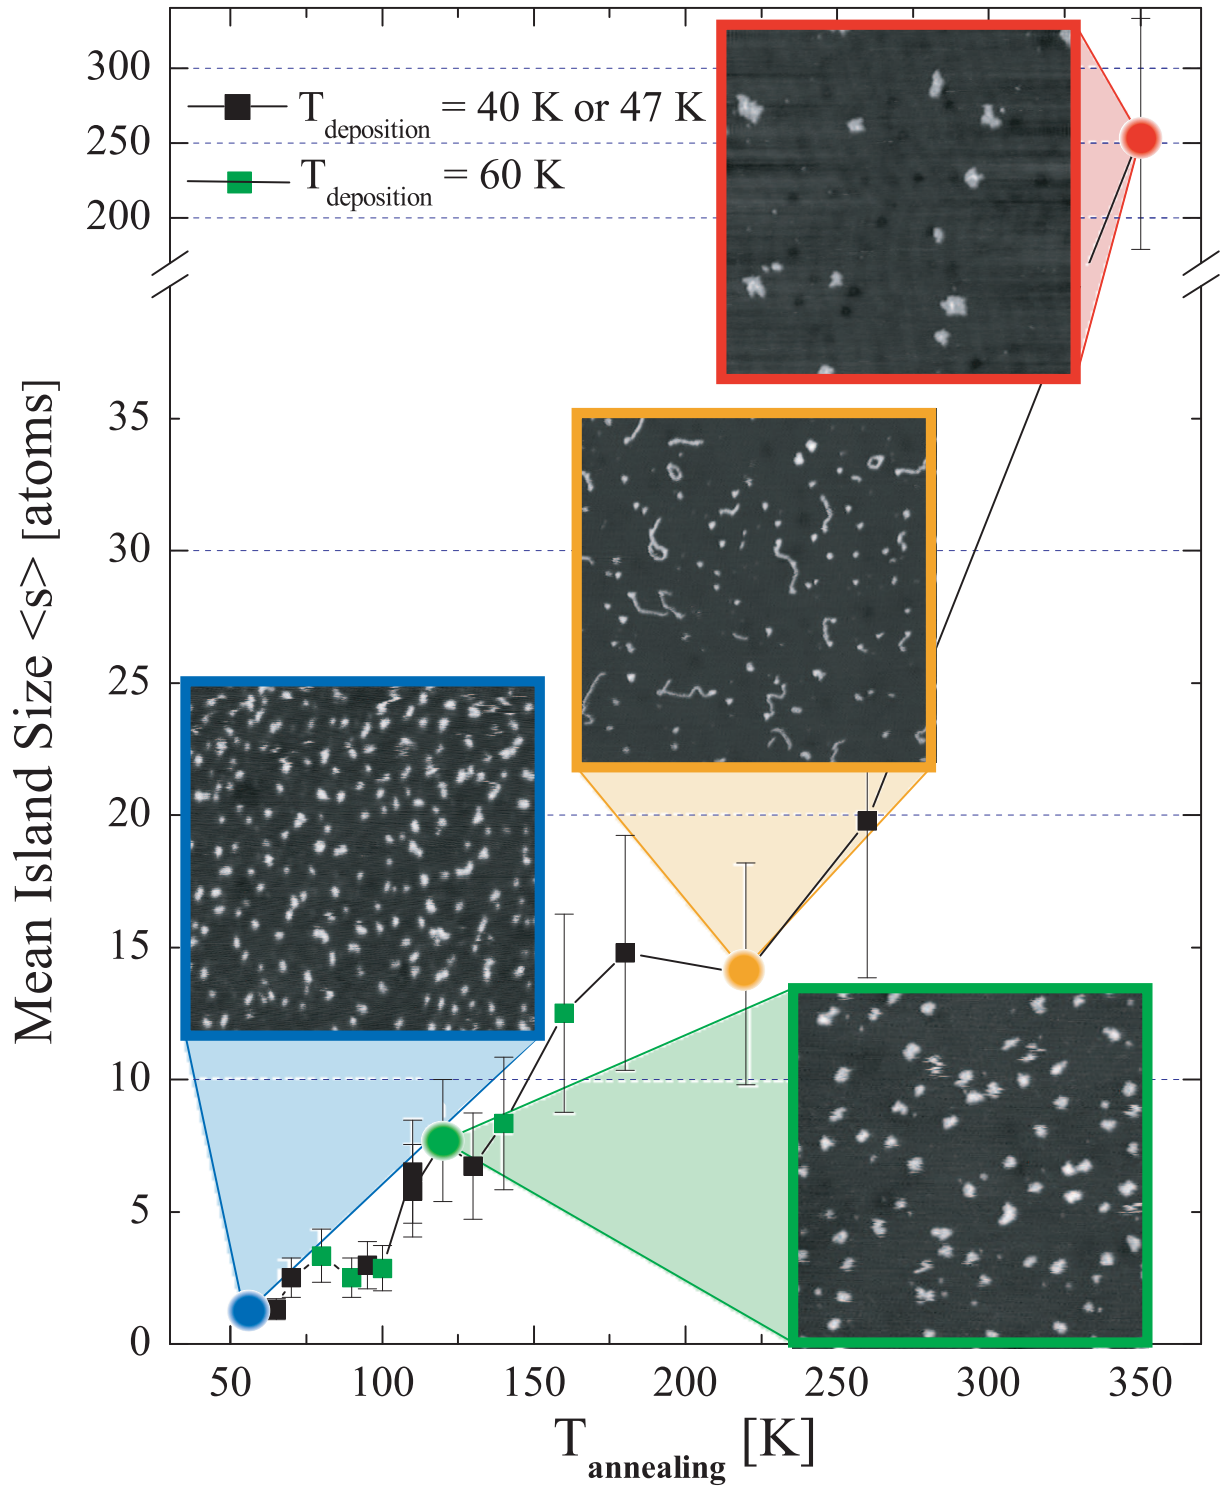 300
250
200
35
30
25
20
15
10
5
0
T deposition = 40 K or 47 K
T deposition = 60 K
Mean Island Size <s> [atoms]
50 100 150 200 250 300 350
T annealing [K]